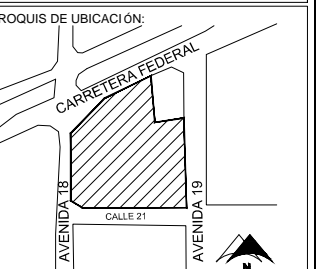 ROQUIS DE UBICACIÓN:
CARRETERA FEDERAL
AVENIDA 18
CALLE 21
AVENIDA 19
N